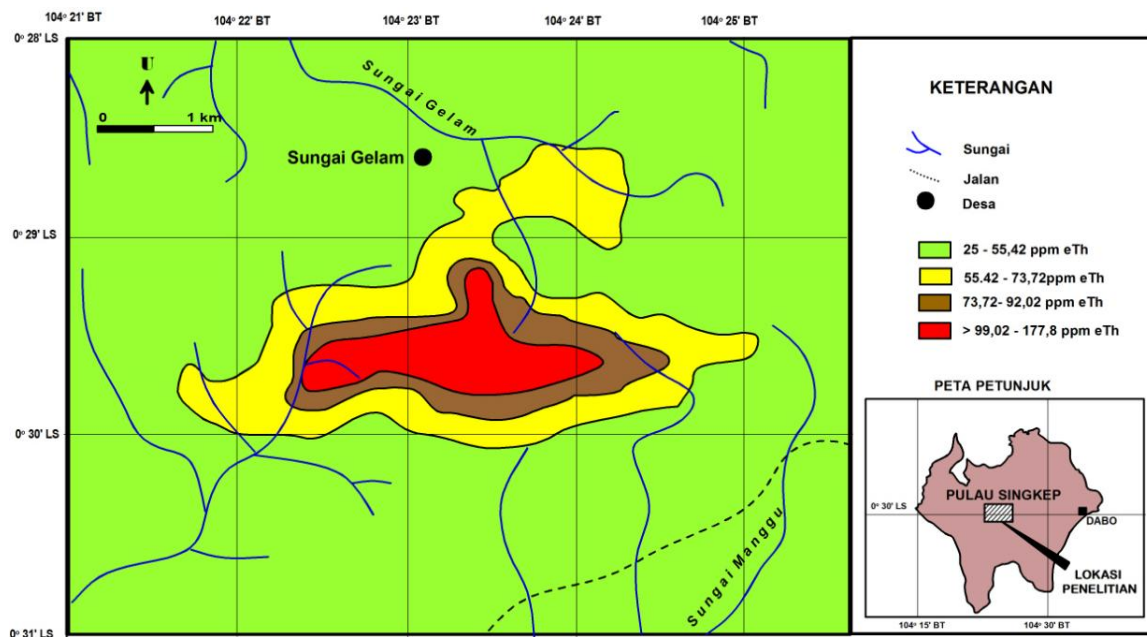 104° 21' BT
104° 22' BT
104° 23' BT
104° 24' BT
104° 25' BT
0° 28' LS
0° 29' LS
0° 30' LS
0° 31' LS
U
0 1 km
Sungai Gelam
Sungai Gelam
Sungai Manggu
KETERANGAN
Sungai
Jalan
Desa
25 - 55,42 ppm eTh
55.42 - 73,72ppm eTh
73,72- 92,02 ppm eTh
> 99,02 - 177,8 ppm eTh
PETA PETUNJUK
PULAU SINGKEP
0° 30' LS
DABO
LOKASI
PENELITIAN
104° 15' BT
104° 30' BT